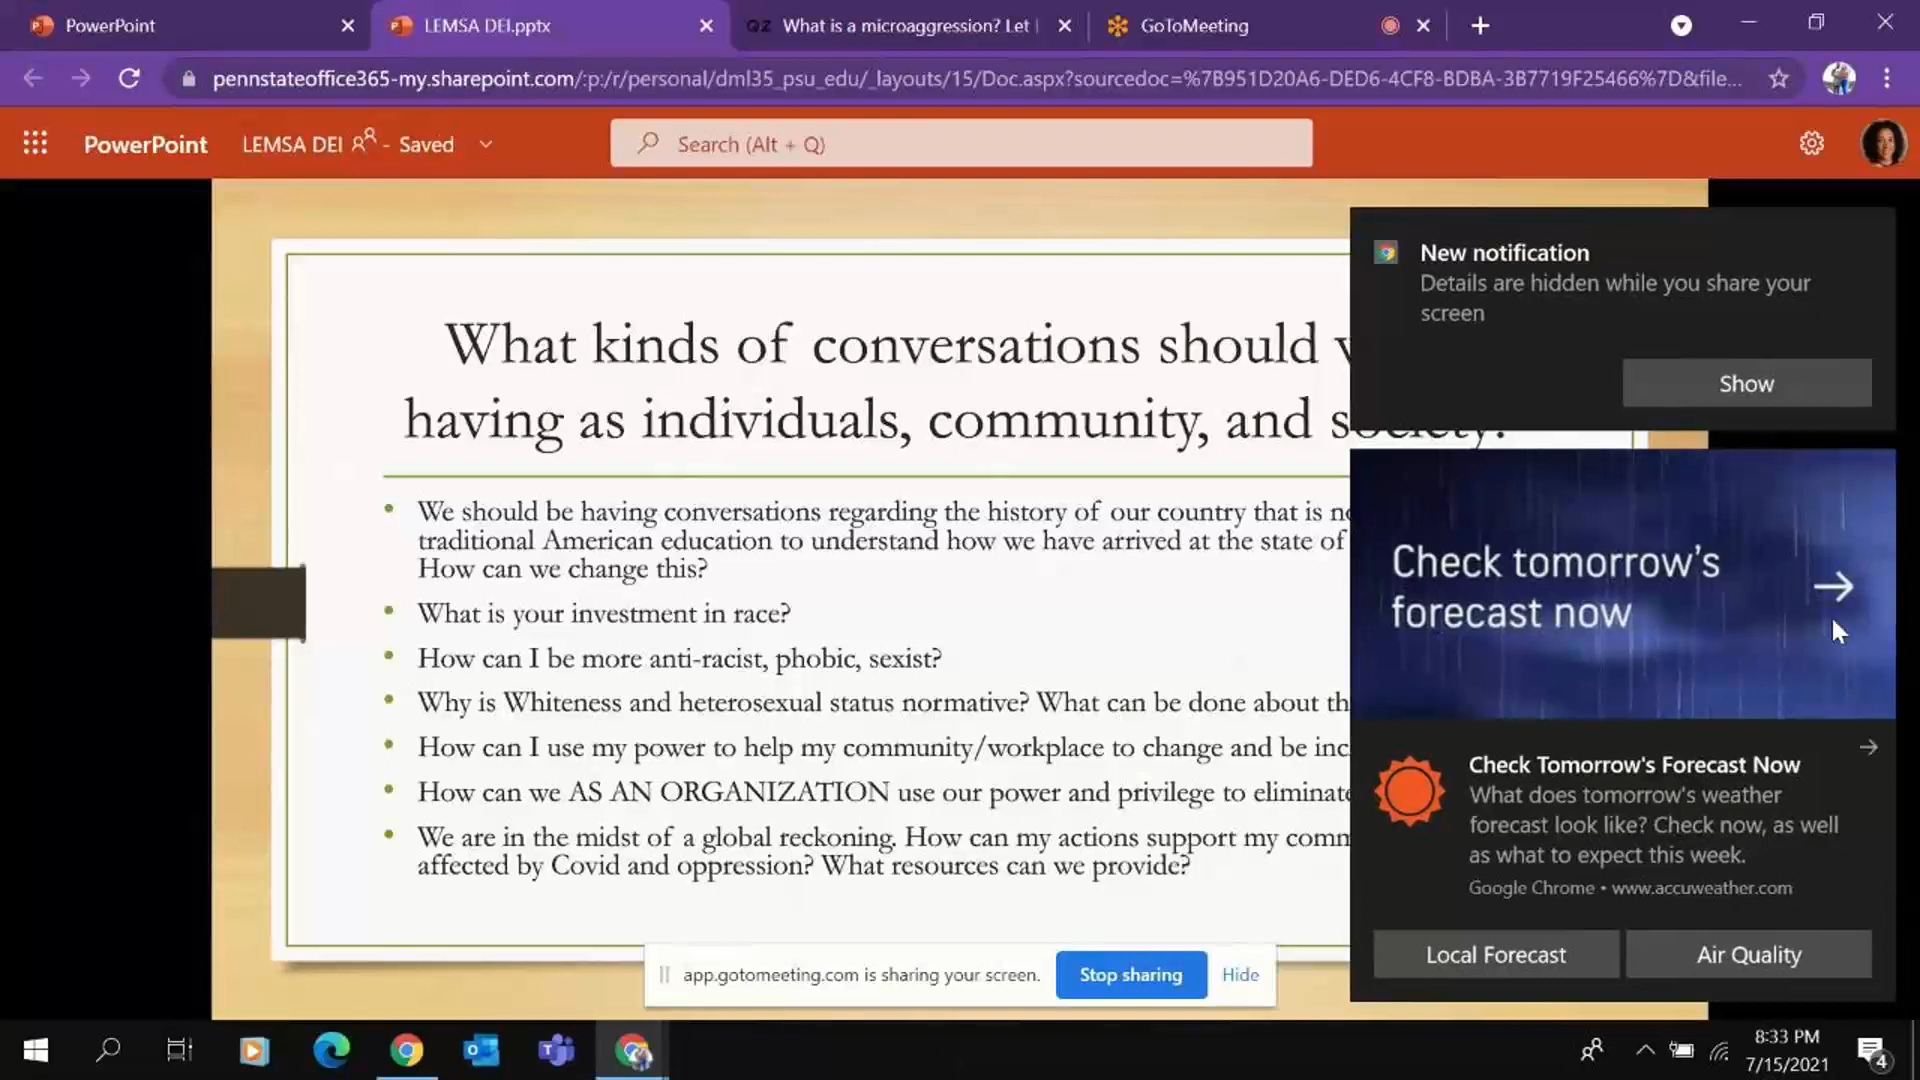 PowerPoint
LEMSA DEI.pptx
QZ What is a microaggression? Let
GoToMeeting
pennstateoffice365-my.sharepoint.com/:p:/r/personal/dml35_psu_edu/_layouts/15/Doc.aspx?sourcedoc=%7B951D20A6-DED6-4CF8-BDBA-3B7719F25466%7D&file...
PowerPoint LEMSA DEI - Saved
Search (Alt + Q)
What kinds of conversations should
having as individuals, community, and society?
We should be having conversations regarding the history of our country that is
traditional American education to understand how we have arrived at the state of
How can we change this?
• What is your investment in race?
• How can I be more anti-racist, phobic, sexist?
• Why is Whiteness and heterosexual status normative? What can be done about
• How can I use my power to help my community/workplace to change and be
• How can we AS AN ORGANIZATION use our power and privilege to
• We are in the midst of a global reckoning. How can my actions support my
affected by Covid and oppression? What resources can we provide?
New notification
Details are hidden while you share your
screen
Show
Check tomorrow's
forecast now
Check Tomorrow's Forecast Now
What does tomorrow's weather
forecast look like? Check now, as well
as what to expect this week.
Google Chrome • www.accuweather.com
Local Forecast
Air Quality
app.gotomeeting.com is sharing your screen.
Stop sharing
Hide
8:33 PM
7/15/2021
4